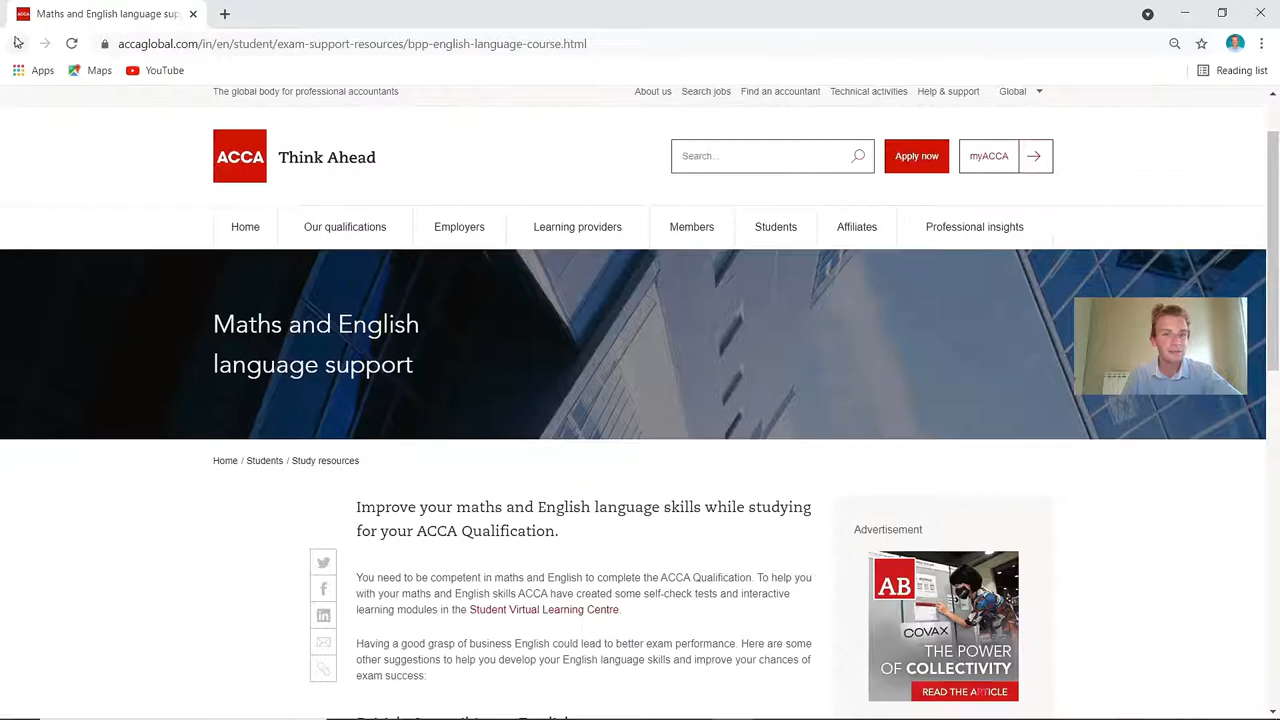 ACCA
Maths and English language sup
accaglobal.com/in/en/student/exam-support-resources/bpp-english-language-course.html
Apps
Maps
YouTube
Reading list
The global body for professional accountants
About us
Search jobs
Find an accountant
Technical activities
Help & support
Global
ACCA
Think Ahead
Search...
Apply now
myACCA
Home
Our qualifications
Employers
Learning providers
Members
Students
Affiliates
Professional insights
Maths and English
language support
Home / Students / Study resources
Improve your maths and English language skills while studying
for your ACCA Qualification.
You need to be competent in maths and English to complete the ACCA Qualification. To help you
with your maths and English skills ACCA have created some self-check tests and interactive
learning modules in the Student Virtual Learning Centre.
Having a good grasp of business English could lead to better exam performance. Here are some
other suggestions to help you develop your English language skills and improve your chances of
exam success:
Advertisement
AB
COVAX
THE POWER
OF COLLECTIVITY
READ THE ARTICLE